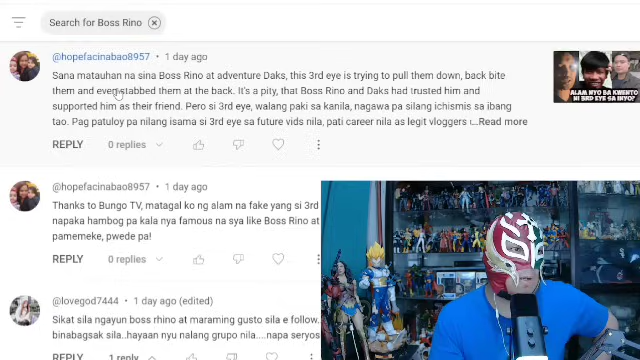 Search for Boss Rino
@hopefacinabao8957 • 1 day ago
Sana matauhan na sina Boss Rino at adventure Daks, this 3rd eye is trying to pull them down, back bite
them and even stabbed them at the back. It's a pity, that Boss Rino and Daks had trusted him and
supported him as their friend. Pero si 3rd eye, walang paki sa kanila, nagawa pa silang ichismis sa ibang
tao. Pag patuloy pa nilang isama si 3rd eye sa future vids nila, pati career nila as legit vloggers u...Read more
ALAM NYO BA KWENTO
NI 3RD EYE SA INYO?
REPLY 0 replies
@hopefacinabao8957 • 1 day ago
Thanks to Bungo TV, matagal ko ng alam na fake yang si 3rd
napaka hambog pa kala nya famous na sya like Boss Rino at
pamemeke, pwede pa!
REPLY 0 replies
@lovegod7444 • 1 day ago (edited)
Sikat sila ngayun boss rhino at maraming gusto sila e follow.
binabagsak sila..hayaan nyu nalang grupo nila....napa seryos
REPLY 1 reply